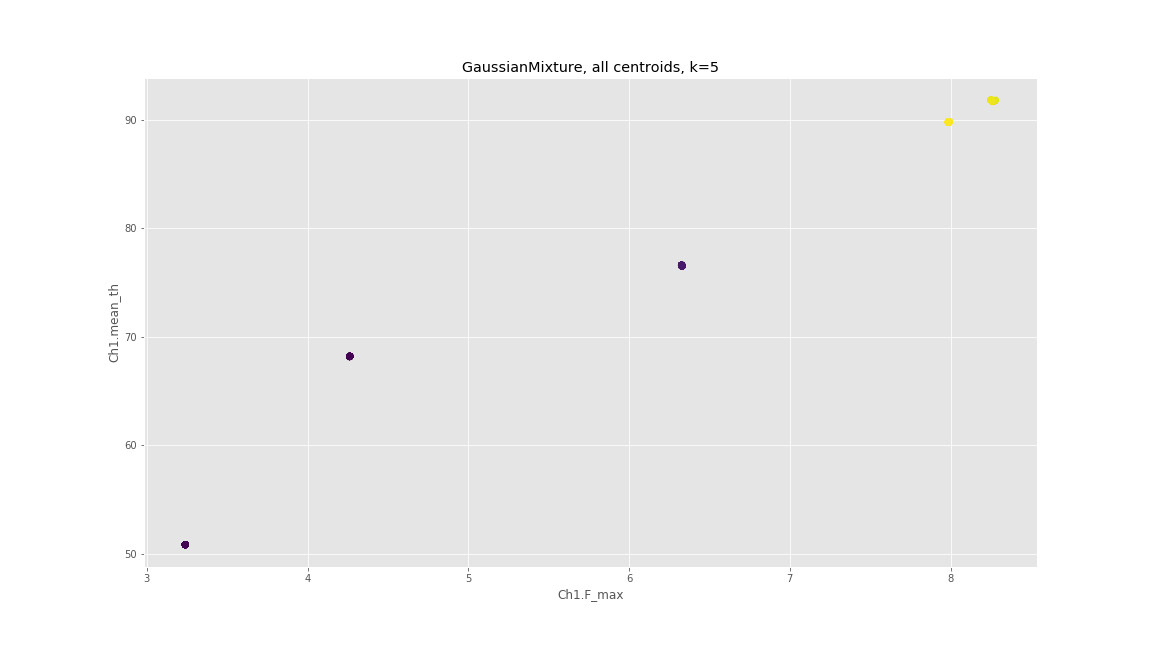 GaussianMixture, all centroids, k=5
90
80
70
60
50
Ch1.mean_th
3 4 5 6 7 8
Ch1.F_max